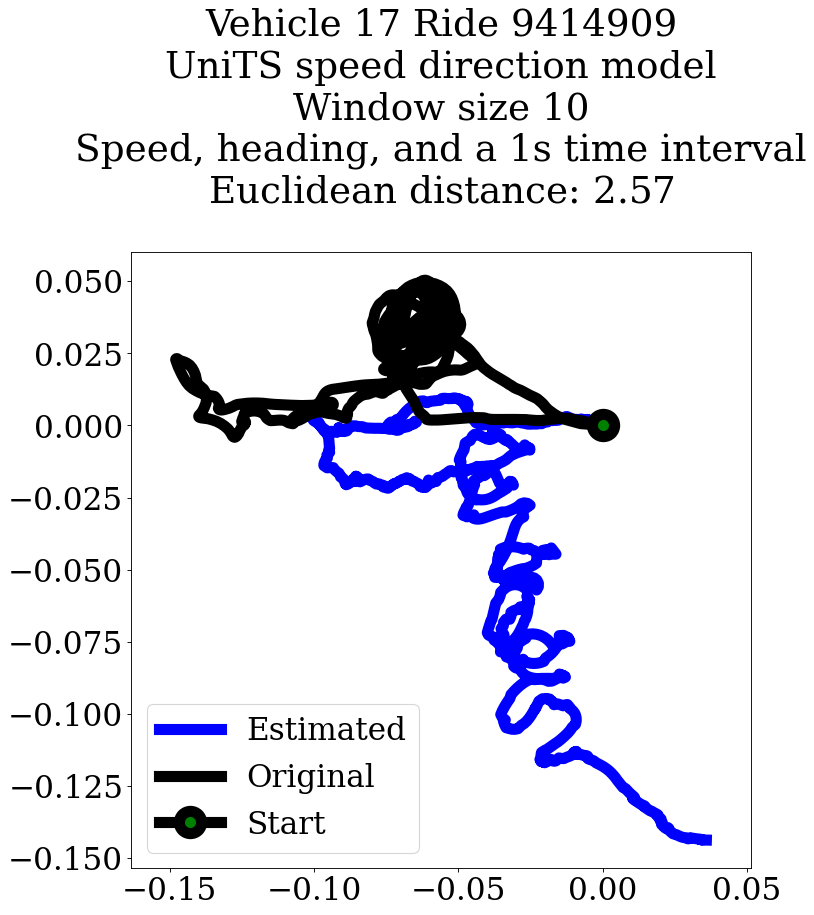 Vehicle 17 Ride 9414909
UniTS speed direction model
Window size 10
Speed, heading, and a 1s time interval
Euclidean distance: 2.57
0.050
0.025
0.000
−0.025
−0.050
−0.075
−0.100
−0.125
−0.150
Estimated
Original
Start
−0.15 −0.10 −0.05 0.00 0.05